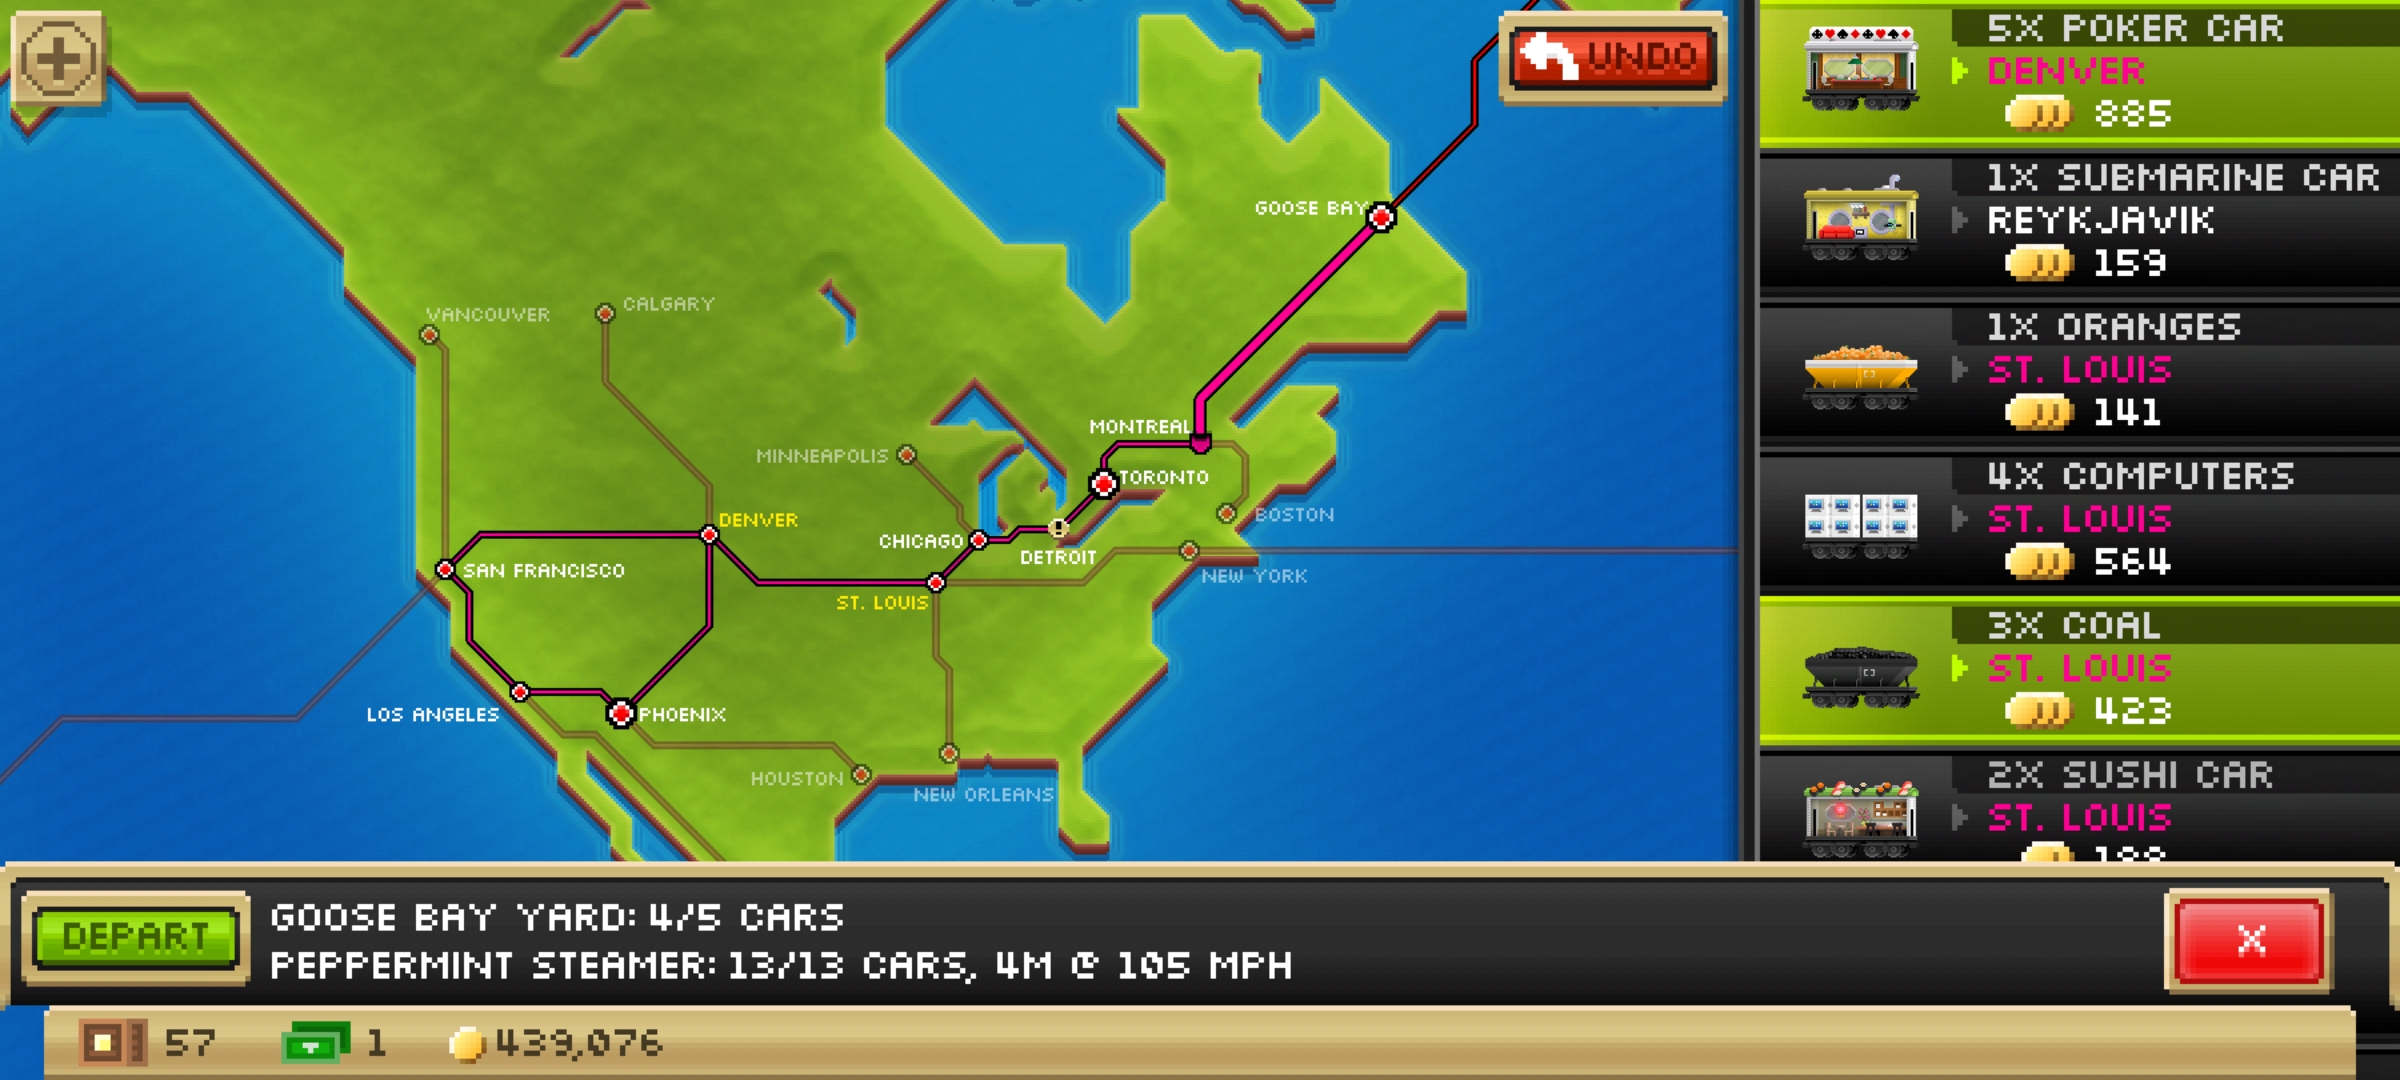 UNDO
GOOSE BAY
VANCOUVER
CALGARY
MONTREAL
MINNEAPOLIS
TORONTO
DENVER
BOSTON
CHICAGO
DETROIT
SAN FRANCISCO
NEW YORK
ST. LOUIS
LOS ANGELES
PHOENIX
HOUSTON
NEW ORLEANS
5X POKER CAR
DENVER
885
1X SUBMARINE CAR
REYKJAVIK
159
1X ORANGES
ST. LOUIS
141
4X COMPUTERS
ST. LOUIS
564
3X COAL
ST. LOUIS
423
2X SUSHI CAR
ST. LOUIS
DEPART
GOOSE BAY YARD: 4/5 CARS
PEPPERMINT STEAMER: 13/13 CARS, 4M @ 105 MPH
X
57
1
439,076